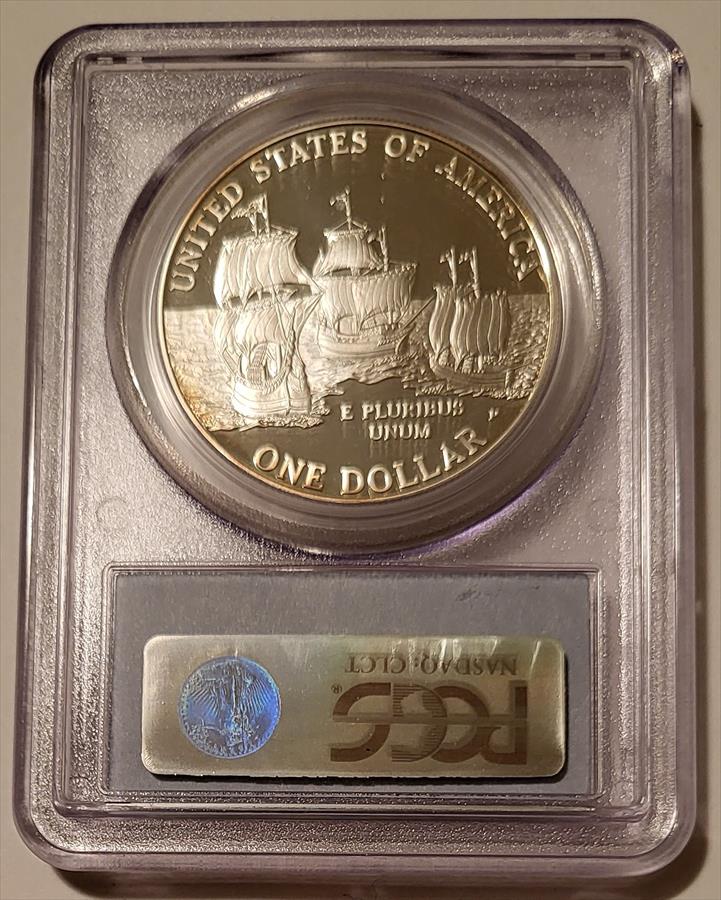 UNITED STATES OF AMERICA
E PLURIBUS
UNUM
ONE DOLLAR
NASDAQ: CLCT
PCGS®